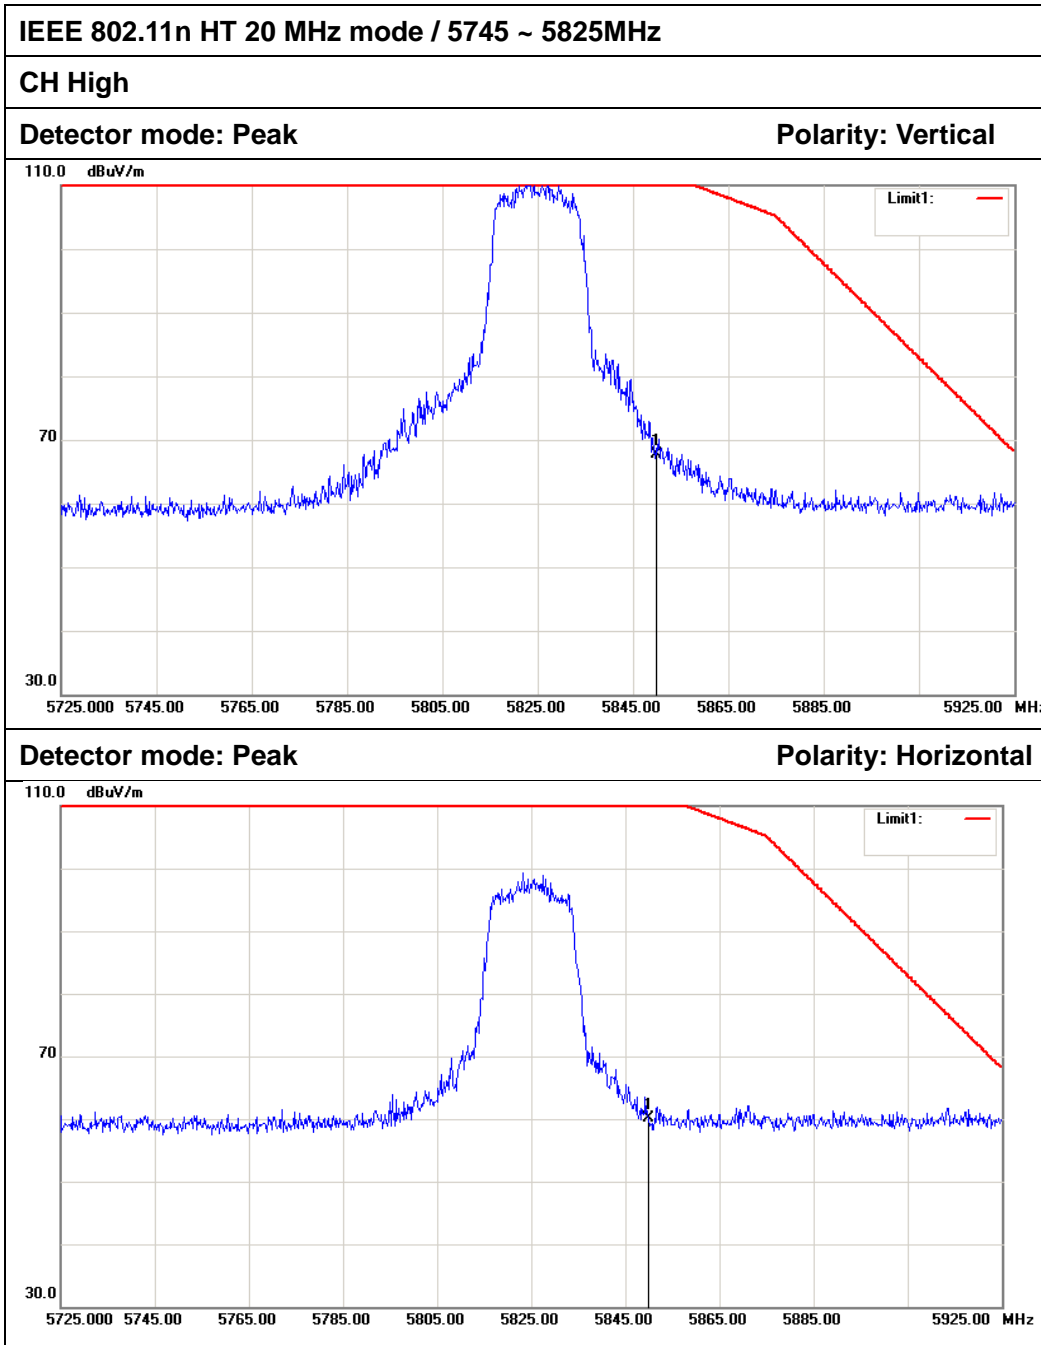 IEEE 802.11n HT 20 MHz mode / 5745 ~ 5825MHz
CH High
Detector mode: Peak Polarity: Vertical
110.0 dBuV/m
Limit1:
70
1
30.0
5725.000 5745.00 5765.00 5785.00 5805.00 5825.00 5845.00 5865.00 5885.00 5925.00 MHz
Detector mode: Peak Polarity: Horizontal
110.0 dBuV/m
Limit1:
70
1
30.0
5725.000 5745.00 5765.00 5785.00 5805.00 5825.00 5845.00 5865.00 5885.00 5925.00 MHz